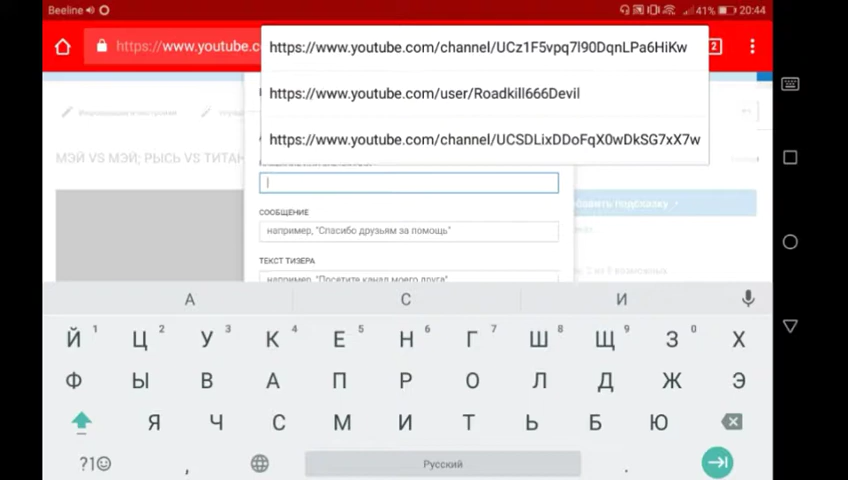 Beeline 41% 20:44
https://www.youtube.c 2
https://www.youtube.com/channel/UCz1F5vpq7l90DqnLPa6HiKw
https://www.youtube.com/user/Roadkill666Devil
https://www.youtube.com/channel/UCSDLixDDoFqX0wDkSG7xX7w
МЭЙ VS МЭЙ; РЫСЬ VS ТИТАН
обавить подсказку
СООБЩЕНИЕ
например, "Спасибо друзьям за помощь"
ТЕКСТ ТИЗЕРА
например, "Посетите канал моего друга"
А С И
Й 1 Ц 2 У 3 К 4 Е 5 Н 6 Г 7 Ш 8 Щ 9 З 0 Х
Ф Ы В А П Р О Л Д Ж Э
Я Ч С М И Т Ь Б Ю
?1☺ , Русский .